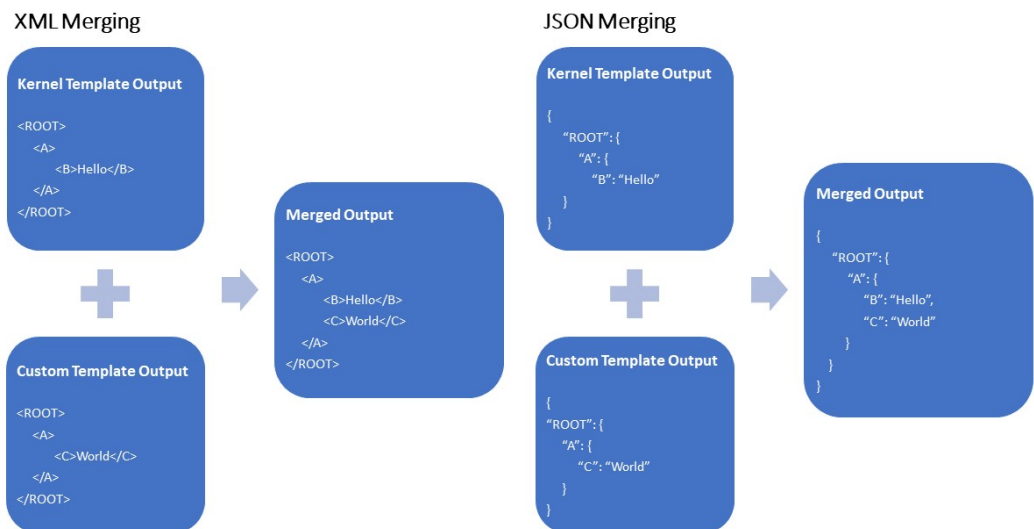 XML Merging
Kernel Template Output
<ROOT>
<A>
<B>Hello</B>
</A>
</ROOT>
Custom Template Output
<ROOT>
<A>
<C>World</C>
</A>
</ROOT>
Merged Output
<ROOT>
<A>
<B>Hello</B>
<C>World</C>
</A>
</ROOT>
JSON Merging
Kernel Template Output
{
“ROOT”: {
“A”: {
“B”: “Hello”
}
}
Custom Template Output
{
“ROOT”: {
“A”: {
“C”: “World”
}
}
Merged Output
{
“ROOT”: {
“A”: {
“B”: “Hello”,
“C”: “World”
}
}
}